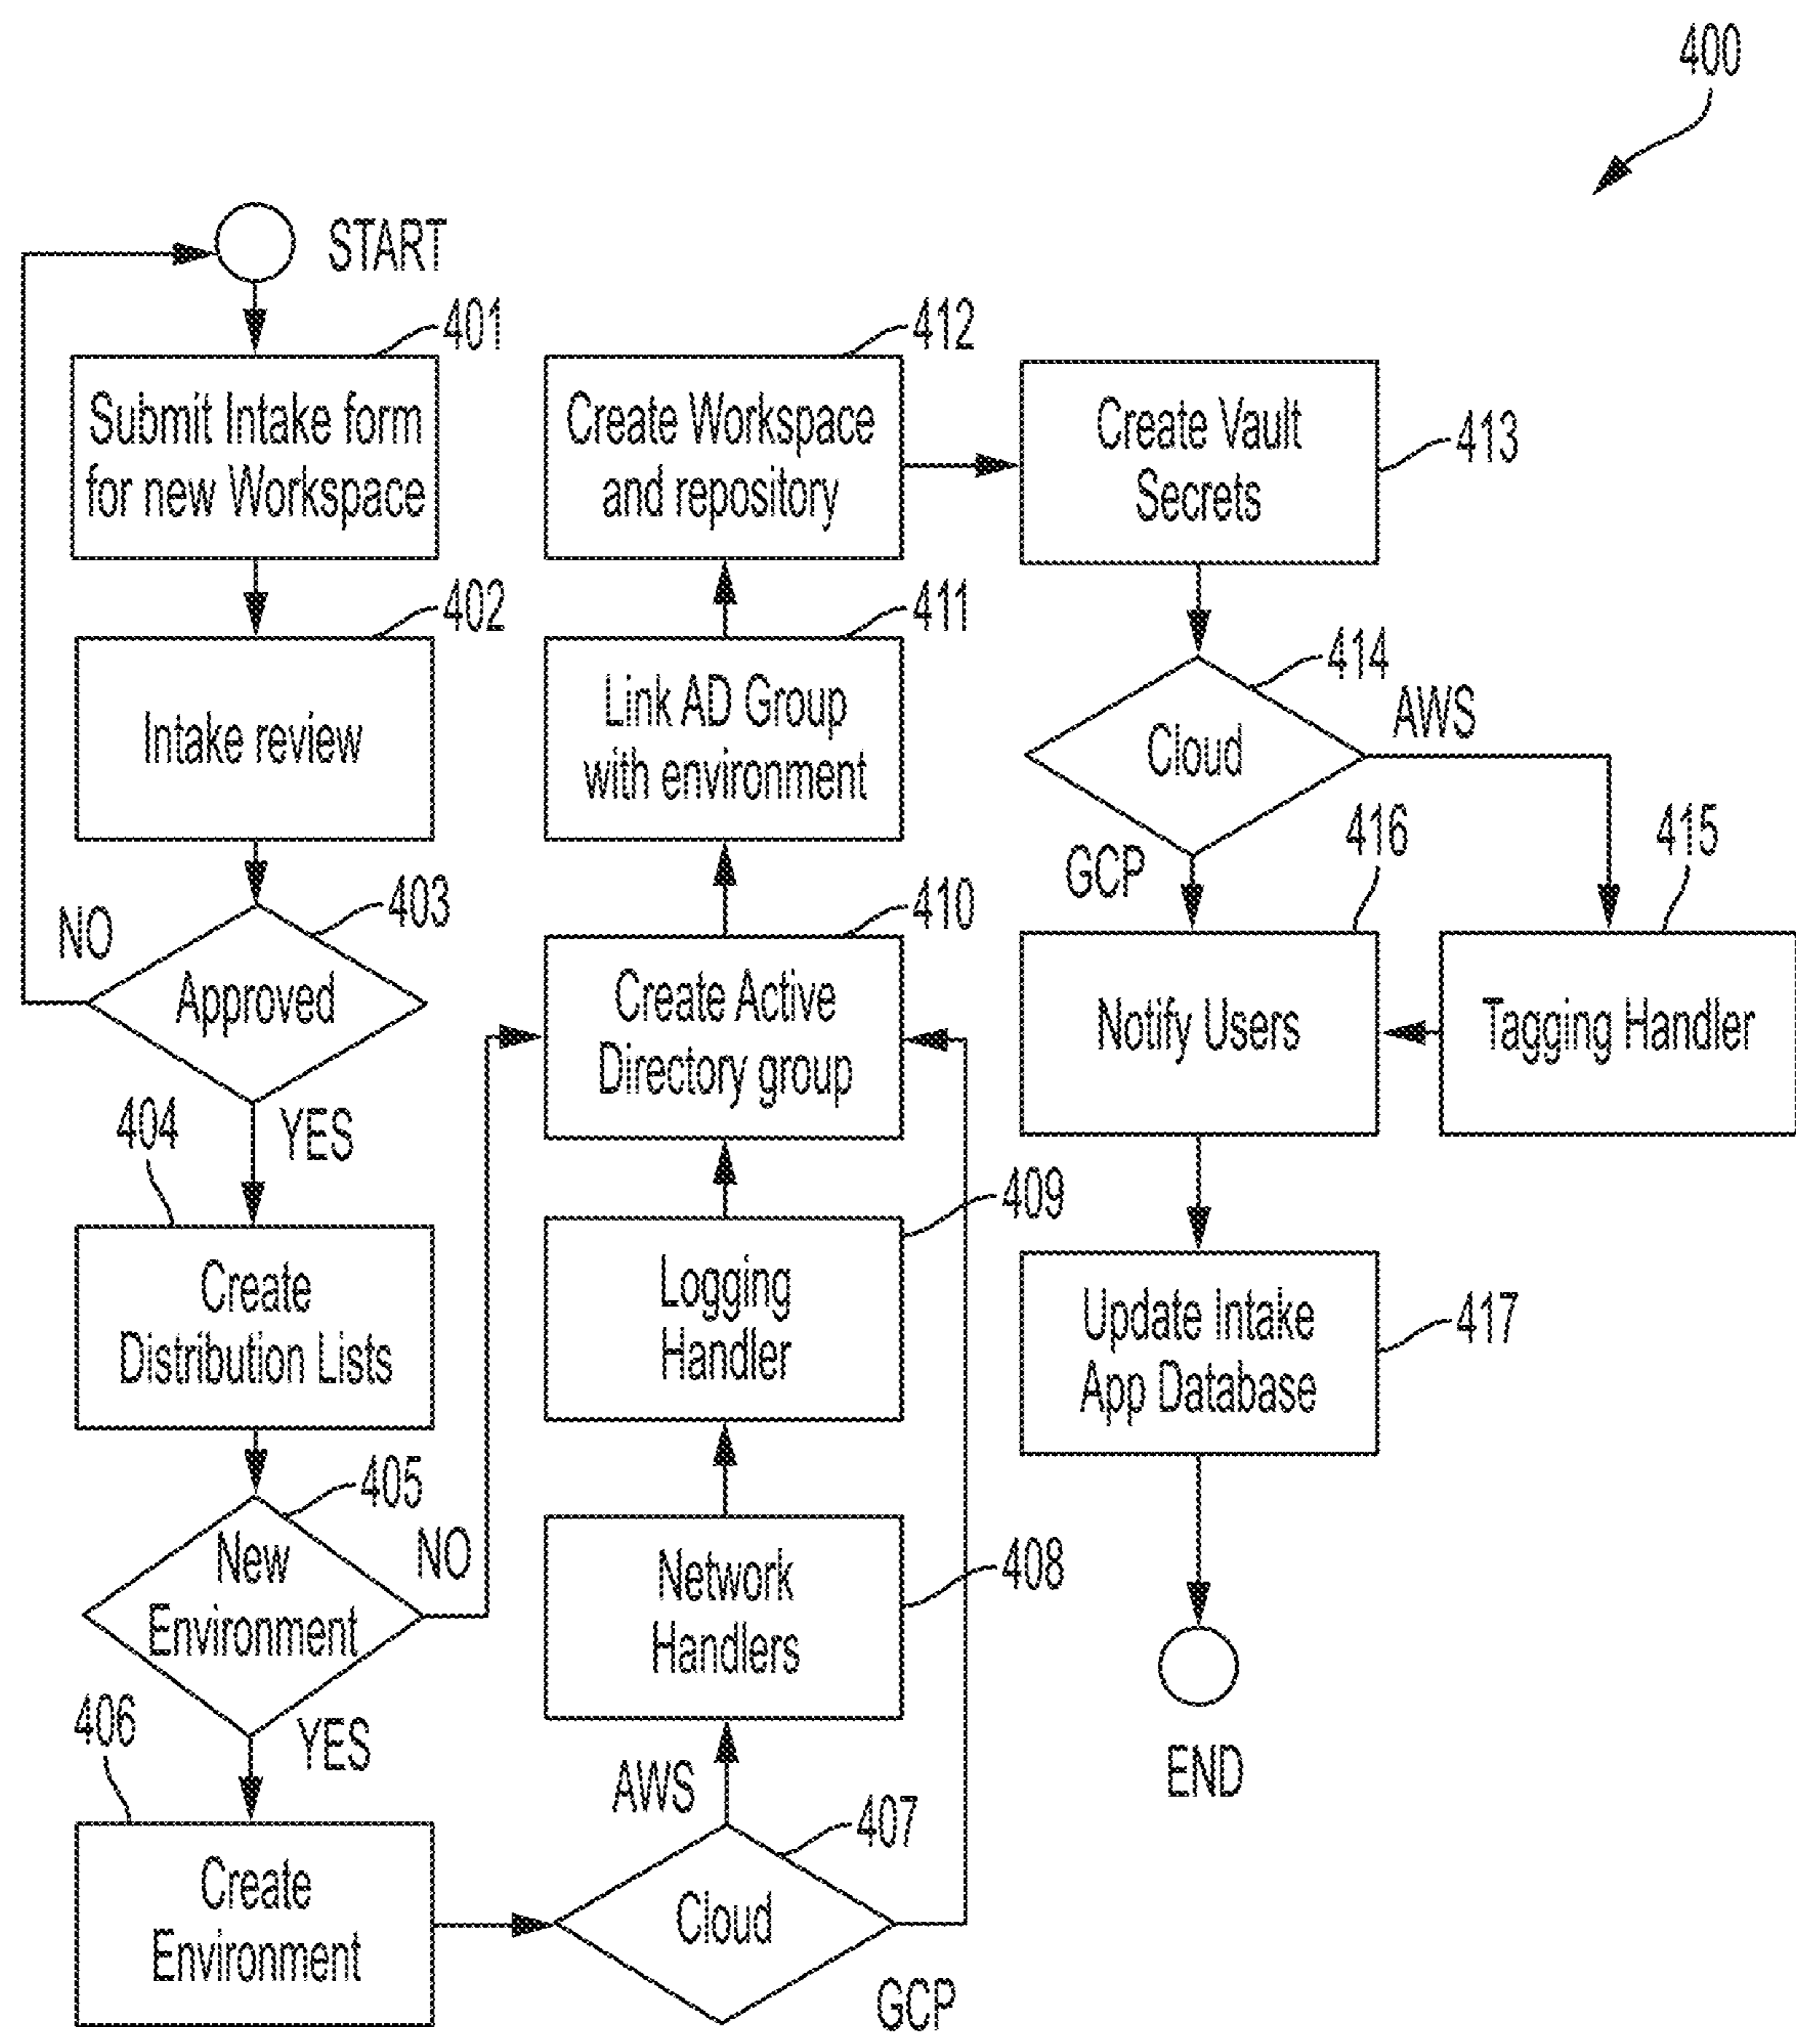 400
START
401
Submit Intake form
for new Workspace
402
Intake review
403
NO
Approved
YES
404
Create
Distribution Lists
405
New
Environment
NO
YES
406
Create
Environment
407
Cloud
AWS
GCP
408
Network
Handlers
409
Logging
Handler
410
Create Active
Directory group
411
Link AD Group
with environment
412
Create Workspace
and repository
413
Create Vault
Secrets
414
Cloud
AWS
GCP
415
Tagging Handler
416
Notify Users
417
Update Intake
App Database
END